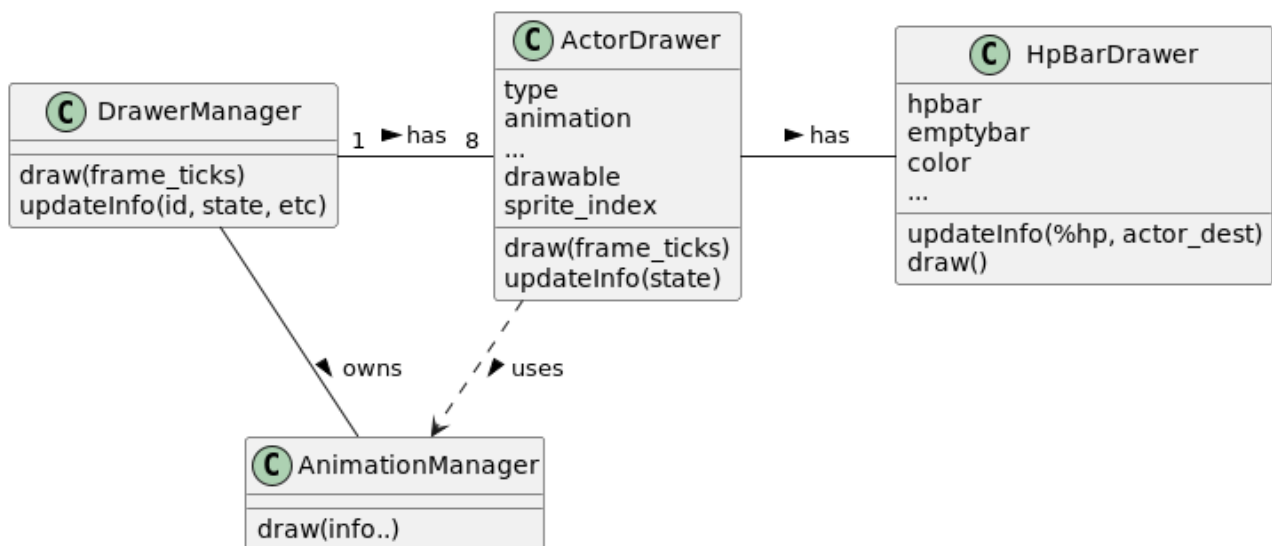 C DrawerManager
draw(frame_ticks)
updateInfo(id, state, etc)
1 has 8
C ActorDrawer
type
animation
...
drawable
sprite_index
draw(frame_ticks)
updateInfo(state)
has
C HpBarDrawer
hpbar
emptybar
color
...
updateInfo(%hp, actor_dest)
draw()
owns
uses
C AnimationManager
draw(info..)